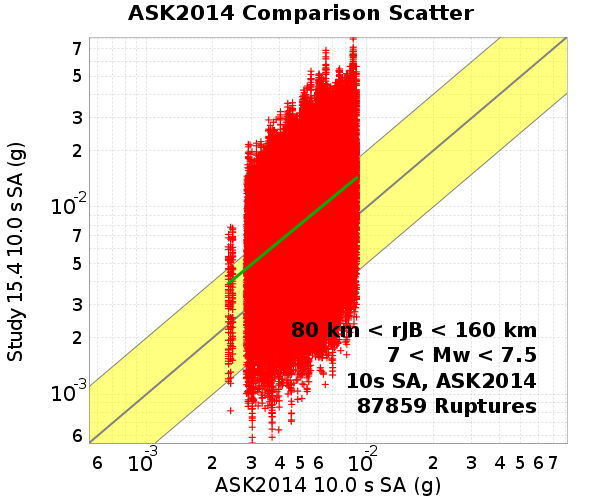 ASK2014 Comparison Scatter
Study 15.4 10.0 s SA (g)
7
5
3
2
10-2
7
5
3
2
10-3
6
80 km < rJB < 160 km
7 < Mw < 7.5
10s SA, ASK2014
87859 Ruptures
6 10-3 2 3 4 5 6 10-2 2 3 4 5 6 7
ASK2014 10.0 s SA (g)